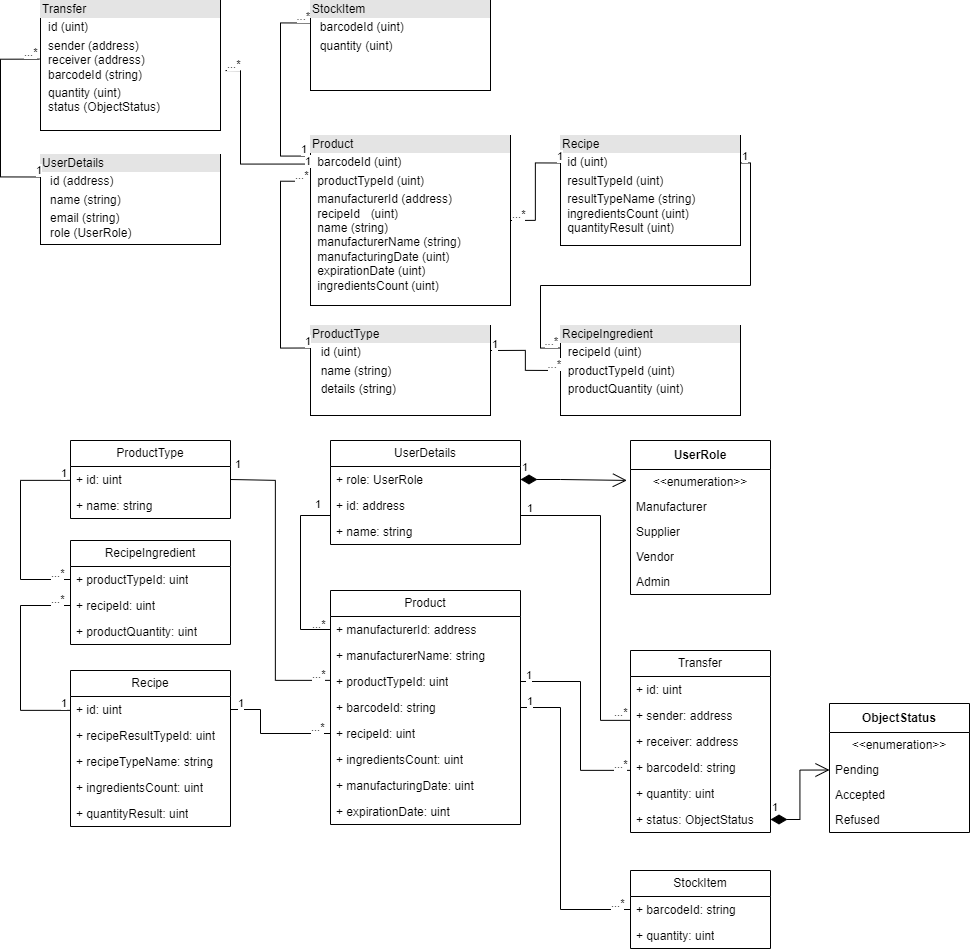 Transfer
id (uint)
sender (address)
receiver (address)
barcodeId (string)
quantity (uint)
status (ObjectStatus)
...*
...*
1
UserDetails
id (address)
name (string)
email (string)
role (UserRole)
StockItem
barcodeId (uint)
quantity (uint)
...*
1
1
...*
Product
barcodeId (uint)
productTypeId (uint)
manufacturerId (address)
recipeId (uint)
name (string)
manufacturerName (string)
manufacturingDate (uint)
expirationDate (uint)
ingredientsCount (uint)
...*
1
1
Recipe
id (uint)
resultTypeId (uint)
resultTypeName (string)
ingredientsCount (uint)
quantityResult (uint)
1
ProductType
id (uint)
name (string)
details (string)
1
...*
...*
RecipeIngredient
recipeId (uint)
productTypeId (uint)
productQuantity (uint)
ProductType
+ id: uint
+ name: string
1
1
RecipeIngredient
+ productTypeId: uint
+ recipeId: uint
+ productQuantity: uint
...*
...*
Recipe
+ id: uint
+ recipeResultTypeId: uint
+ recipeTypeName: string
+ ingredientsCount: uint
+ quantityResult: uint
1
1
UserDetails
+ role: UserRole
+ id: address
+ name: string
1
1
1
Product
+ manufacturerId: address
+ manufacturerName: string
+ productTypeId: uint
+ barcodeId: string
+ recipeId: uint
+ ingredientsCount: uint
+ manufacturingDate: uint
+ expirationDate: uint
...*
...*
...*
1
1
UserRole
<<enumeration>>
Manufacturer
Supplier
Vendor
Admin
Transfer
+ id: uint
+ sender: address
+ receiver: address
+ barcodeId: string
+ quantity: uint
+ status: ObjectStatus
...*
...*
1
ObjectStatus
<<enumeration>>
Pending
Accepted
Refused
StockItem
+ barcodeId: string
+ quantity: uint
...*